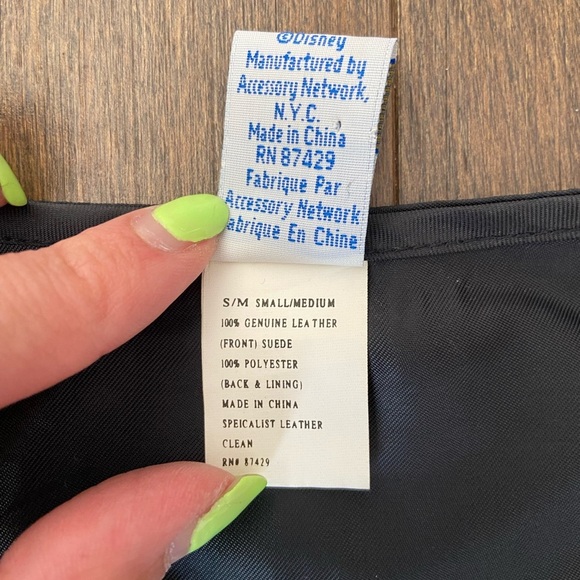 ©Disney
Manufactured by
Accessory Network,
N.Y.C.
Made in China
RN 87429
Fabrique Par
Accessory Network
abrique En Chine
S/M SMALL/MEDIUM
100% GENUINE LEATHER
(FRONT) SUEDE
100% POLYESTER
(BACK & LINING)
MADE IN CHINA
SPEICALIST LEATHER
CLEAN
RN# 87429